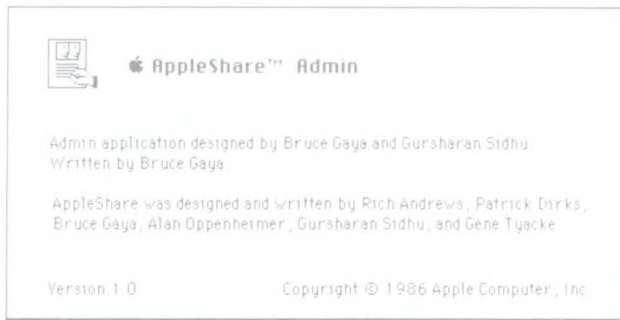 AppleShare™ Admin
Admin application designed by Bruce Gaya and Gursharan Sidhu
Written by Bruce Gaya.
AppleShare was designed and written by Rich Andrews, Patrick Dirks,
Bruce Gaya, Alan Oppenheimer, Gursharan Sidhu, and Gene Tyacke
Version 1.0
Copyright © 1986 Apple Computer, Inc.